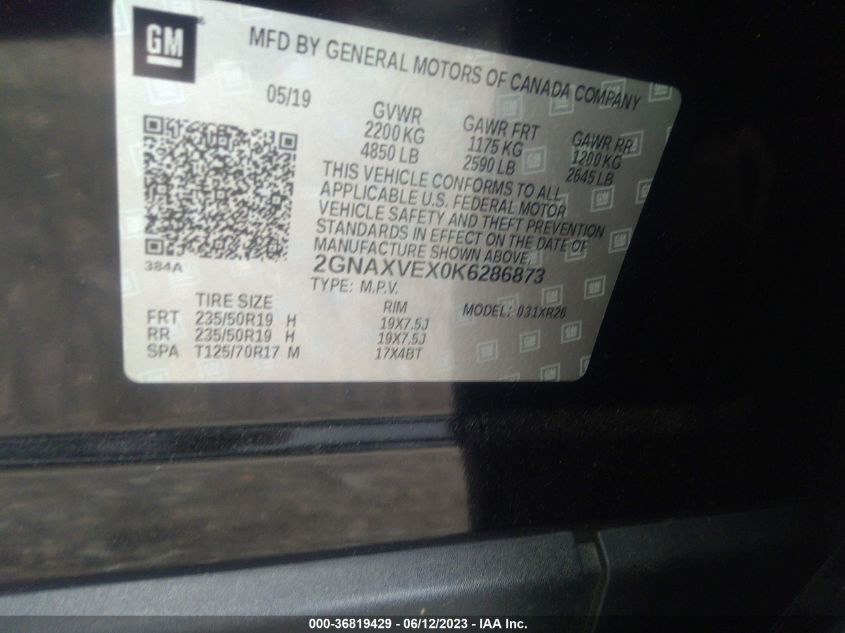 GM
MFD BY GENERAL MOTORS OF CANADA COMPANY
05/19
GVWR
2200 KG
4850 LB
GAWR FRT
1175 KG
2590 LB
GAWR RR
1200 KG
2645 LB
THIS VEHICLE CONFORMS TO ALL
APPLICABLE U.S. FEDERAL MOTOR
VEHICLE SAFETY AND THEFT PREVENTION
STANDARDS IN EFFECT ON THE DATE OF
MANUFACTURE SHOWN ABOVE.
384A
2GNAXVEX0K6286873
TYPE: M.P.V.
MODEL: 031XR26
TIRE SIZE RIM
FRT 235/50R19 H 19X7.5J
RR 235/50R19 H 19X7.5J
SPA T125/70R17 M 17X4BT
000-36819429 - 06/12/2023 - IAA Inc.